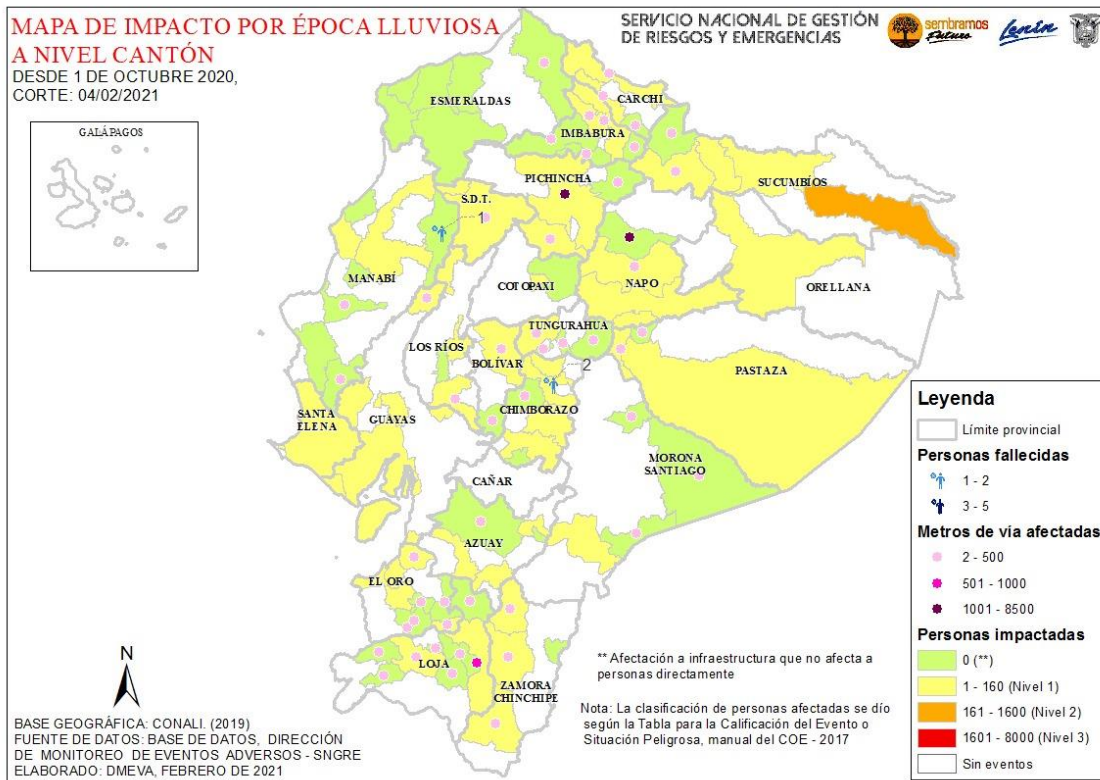 MAPA DE IMPACTO POR ÉPOCA LLUVIOSA
A NIVEL CANTÓN
DESDE 1 DE OCTUBRE 2020,
CORTE: 04/02/2021
SERVICIO NACIONAL DE GESTIÓN
DE RIESGOS Y EMERGENCIAS
sembramos
Futuro
Lenín
GALÁPAGOS
ESMERALDAS
CARCHI
IMBABURA
PICHINCHA
SUCUMBÍOS
S.D.T.
1
MANABÍ
COTOPAXI
NAPO
ORELLANA
TUNGURAHUA
LOS RÍOS
BOLÍVAR
2
PASTAZA
SANTA
ELENA
GUAYAS
CHIMBORAZO
MORONA
SANTIAGO
CAÑAR
AZUAY
EL ORO
LOJA
ZAMORA
CHINCHIPE
Leyenda
Límite provincial
Personas fallecidas
1 - 2
3 - 5
Metros de vía afectadas
2 - 500
501 - 1000
1001 - 8500
Personas impactadas
0 (**)
1 - 160 (Nivel 1)
161 - 1600 (Nivel 2)
1601 - 8000 (Nivel 3)
Sin eventos
** Afectación a infraestructura que no afecta a
personas directamente
Nota: La clasificación de personas afectadas se dío
según la Tabla para la Calificación del Evento o
Situación Peligrosa, manual del COE - 2017
N
BASE GEOGRÁFICA: CONALI. (2019)
FUENTE DE DATOS: BASE DE DATOS, DIRECCIÓN
DE MONITOREO DE EVENTOS ADVERSOS - SNGRE
ELABORADO: DMEVA, FEBRERO DE 2021